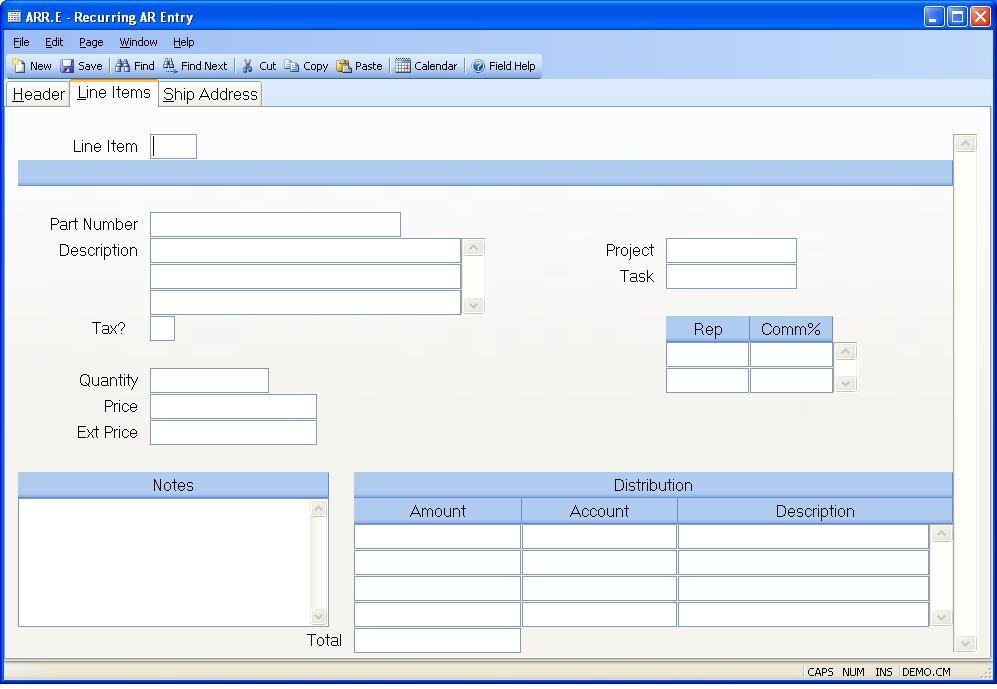 ARR.E - Recurring AR Entry
File Edit Page Window Help
New Save Find Find Next Cut Copy Paste Calendar Field Help
Header Line Items Ship Address
Line Item
Part Number
Description
Project
Task
Tax?
Rep Comm%
Quantity
Price
Ext Price
Notes
Distribution
Amount Account Description
Total
CAPS NUM INS DEMO.CM